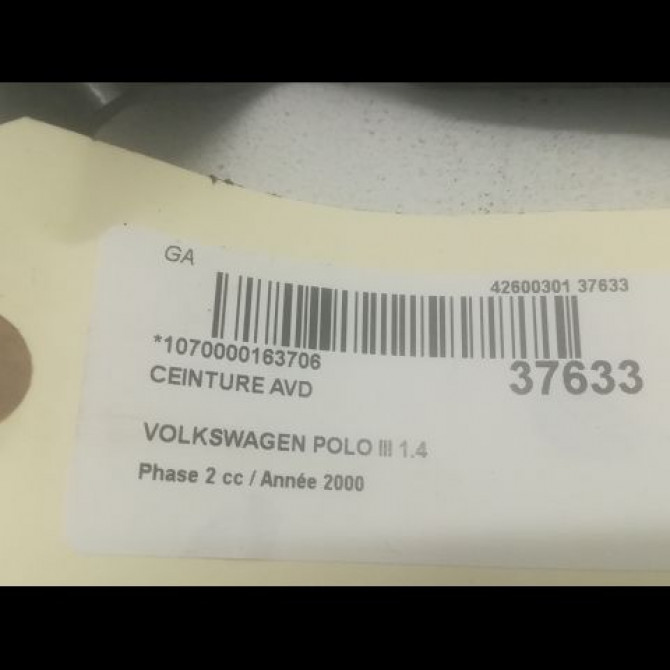 GA
42600301 37633
*1070000163706
37633
CEINTURE AVD
VOLKSWAGEN POLO III 1.4
Phase 2 cc / Année 2000